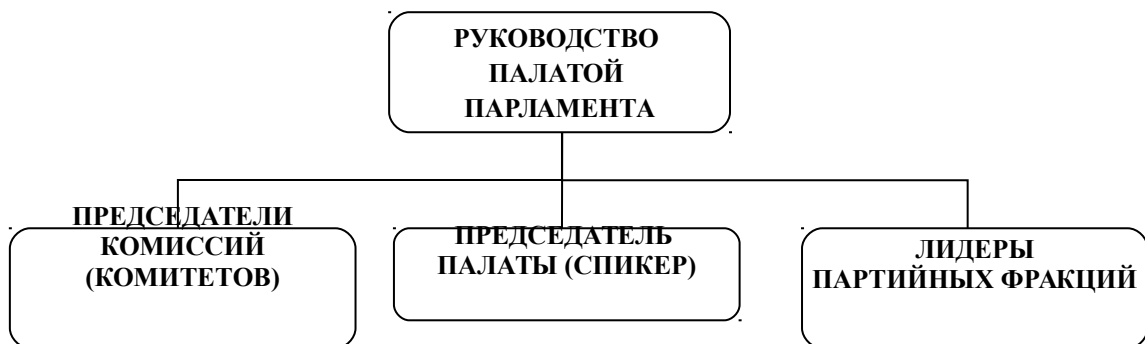 РУКОВОДСТВО
ПАЛАТОЙ
ПАРЛАМЕНТА
ПРЕДСЕДАТЕЛИ
КОМИССИЙ
(КОМИТЕТОВ)
ПРЕДСЕДАТЕЛЬ
ПАЛАТЫ (СПИКЕР)
ЛИДЕРЫ
ПАРТИЙНЫХ ФРАКЦИЙ